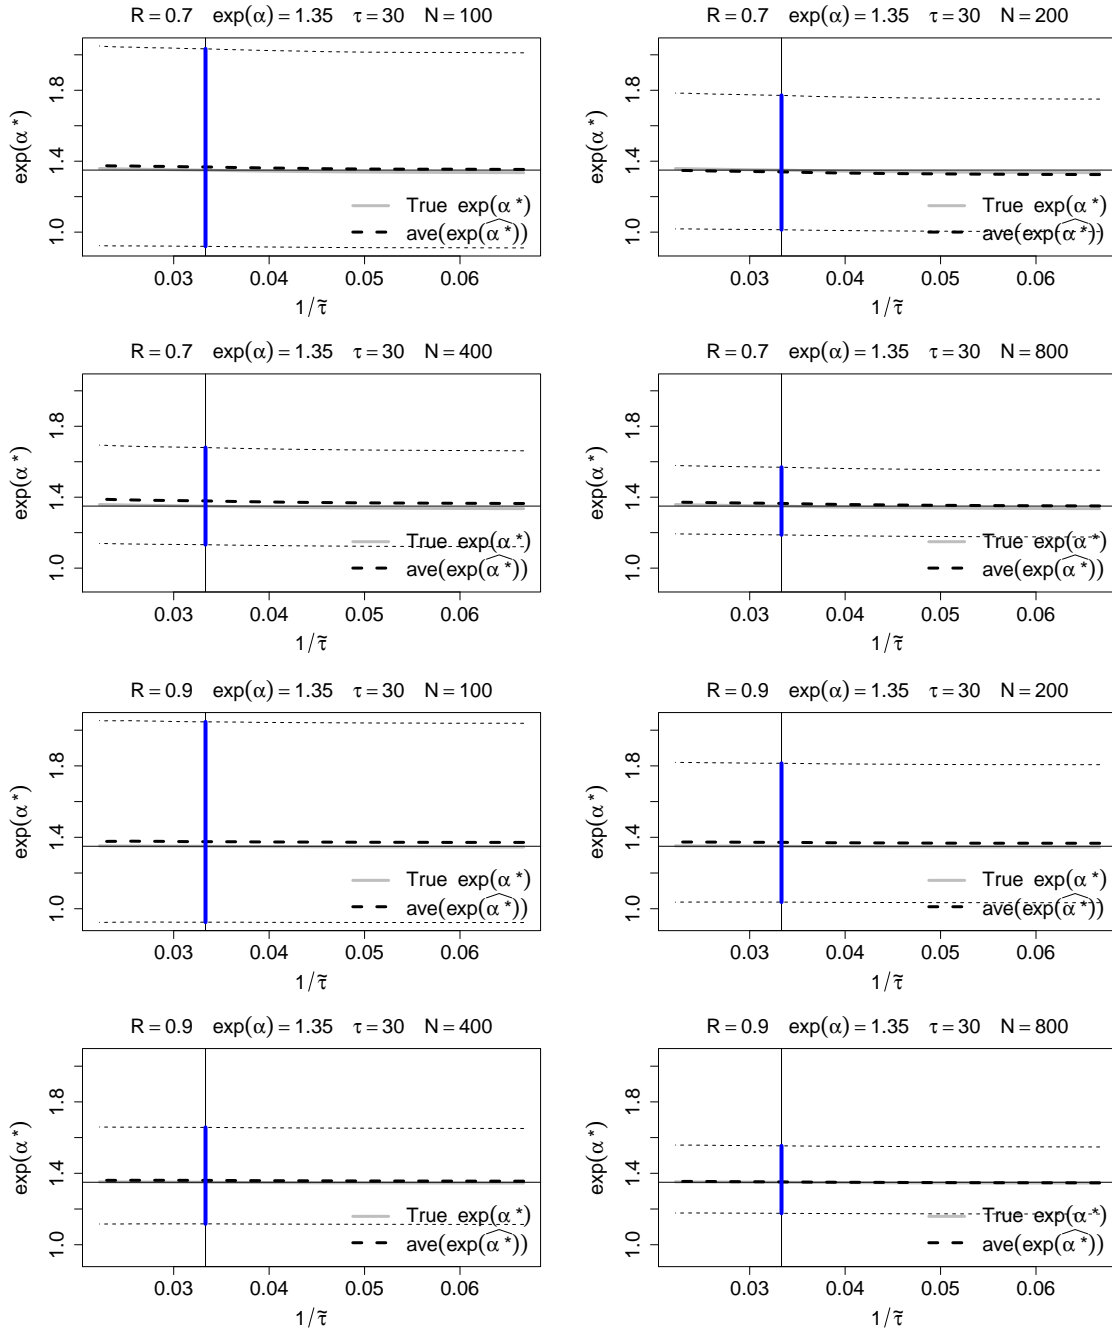 R = 0.7 exp(α) = 1.35 τ = 30 N = 100
exp(α*)
1.0 1.4 1.8
True exp(α*)
ave(exp(α̂*))
0.03 0.04 0.05 0.06
1/τ̃
R = 0.7 exp(α) = 1.35 τ = 30 N = 200
exp(α*)
1.0 1.4 1.8
True exp(α*)
ave(exp(α̂*))
0.03 0.04 0.05 0.06
1/τ̃
R = 0.7 exp(α) = 1.35 τ = 30 N = 400
exp(α*)
1.0 1.4 1.8
True exp(α*)
ave(exp(α̂*))
0.03 0.04 0.05 0.06
1/τ̃
R = 0.7 exp(α) = 1.35 τ = 30 N = 800
exp(α*)
1.0 1.4 1.8
True exp(α*)
ave(exp(α̂*))
0.03 0.04 0.05 0.06
1/τ̃
R = 0.9 exp(α) = 1.35 τ = 30 N = 100
exp(α*)
1.0 1.4 1.8
True exp(α*)
ave(exp(α̂*))
0.03 0.04 0.05 0.06
1/τ̃
R = 0.9 exp(α) = 1.35 τ = 30 N = 200
exp(α*)
1.0 1.4 1.8
True exp(α*)
ave(exp(α̂*))
0.03 0.04 0.05 0.06
1/τ̃
R = 0.9 exp(α) = 1.35 τ = 30 N = 400
exp(α*)
1.0 1.4 1.8
True exp(α*)
ave(exp(α̂*))
0.03 0.04 0.05 0.06
1/τ̃
R = 0.9 exp(α) = 1.35 τ = 30 N = 800
exp(α*)
1.0 1.4 1.8
True exp(α*)
ave(exp(α̂*))
0.03 0.04 0.05 0.06
1/τ̃